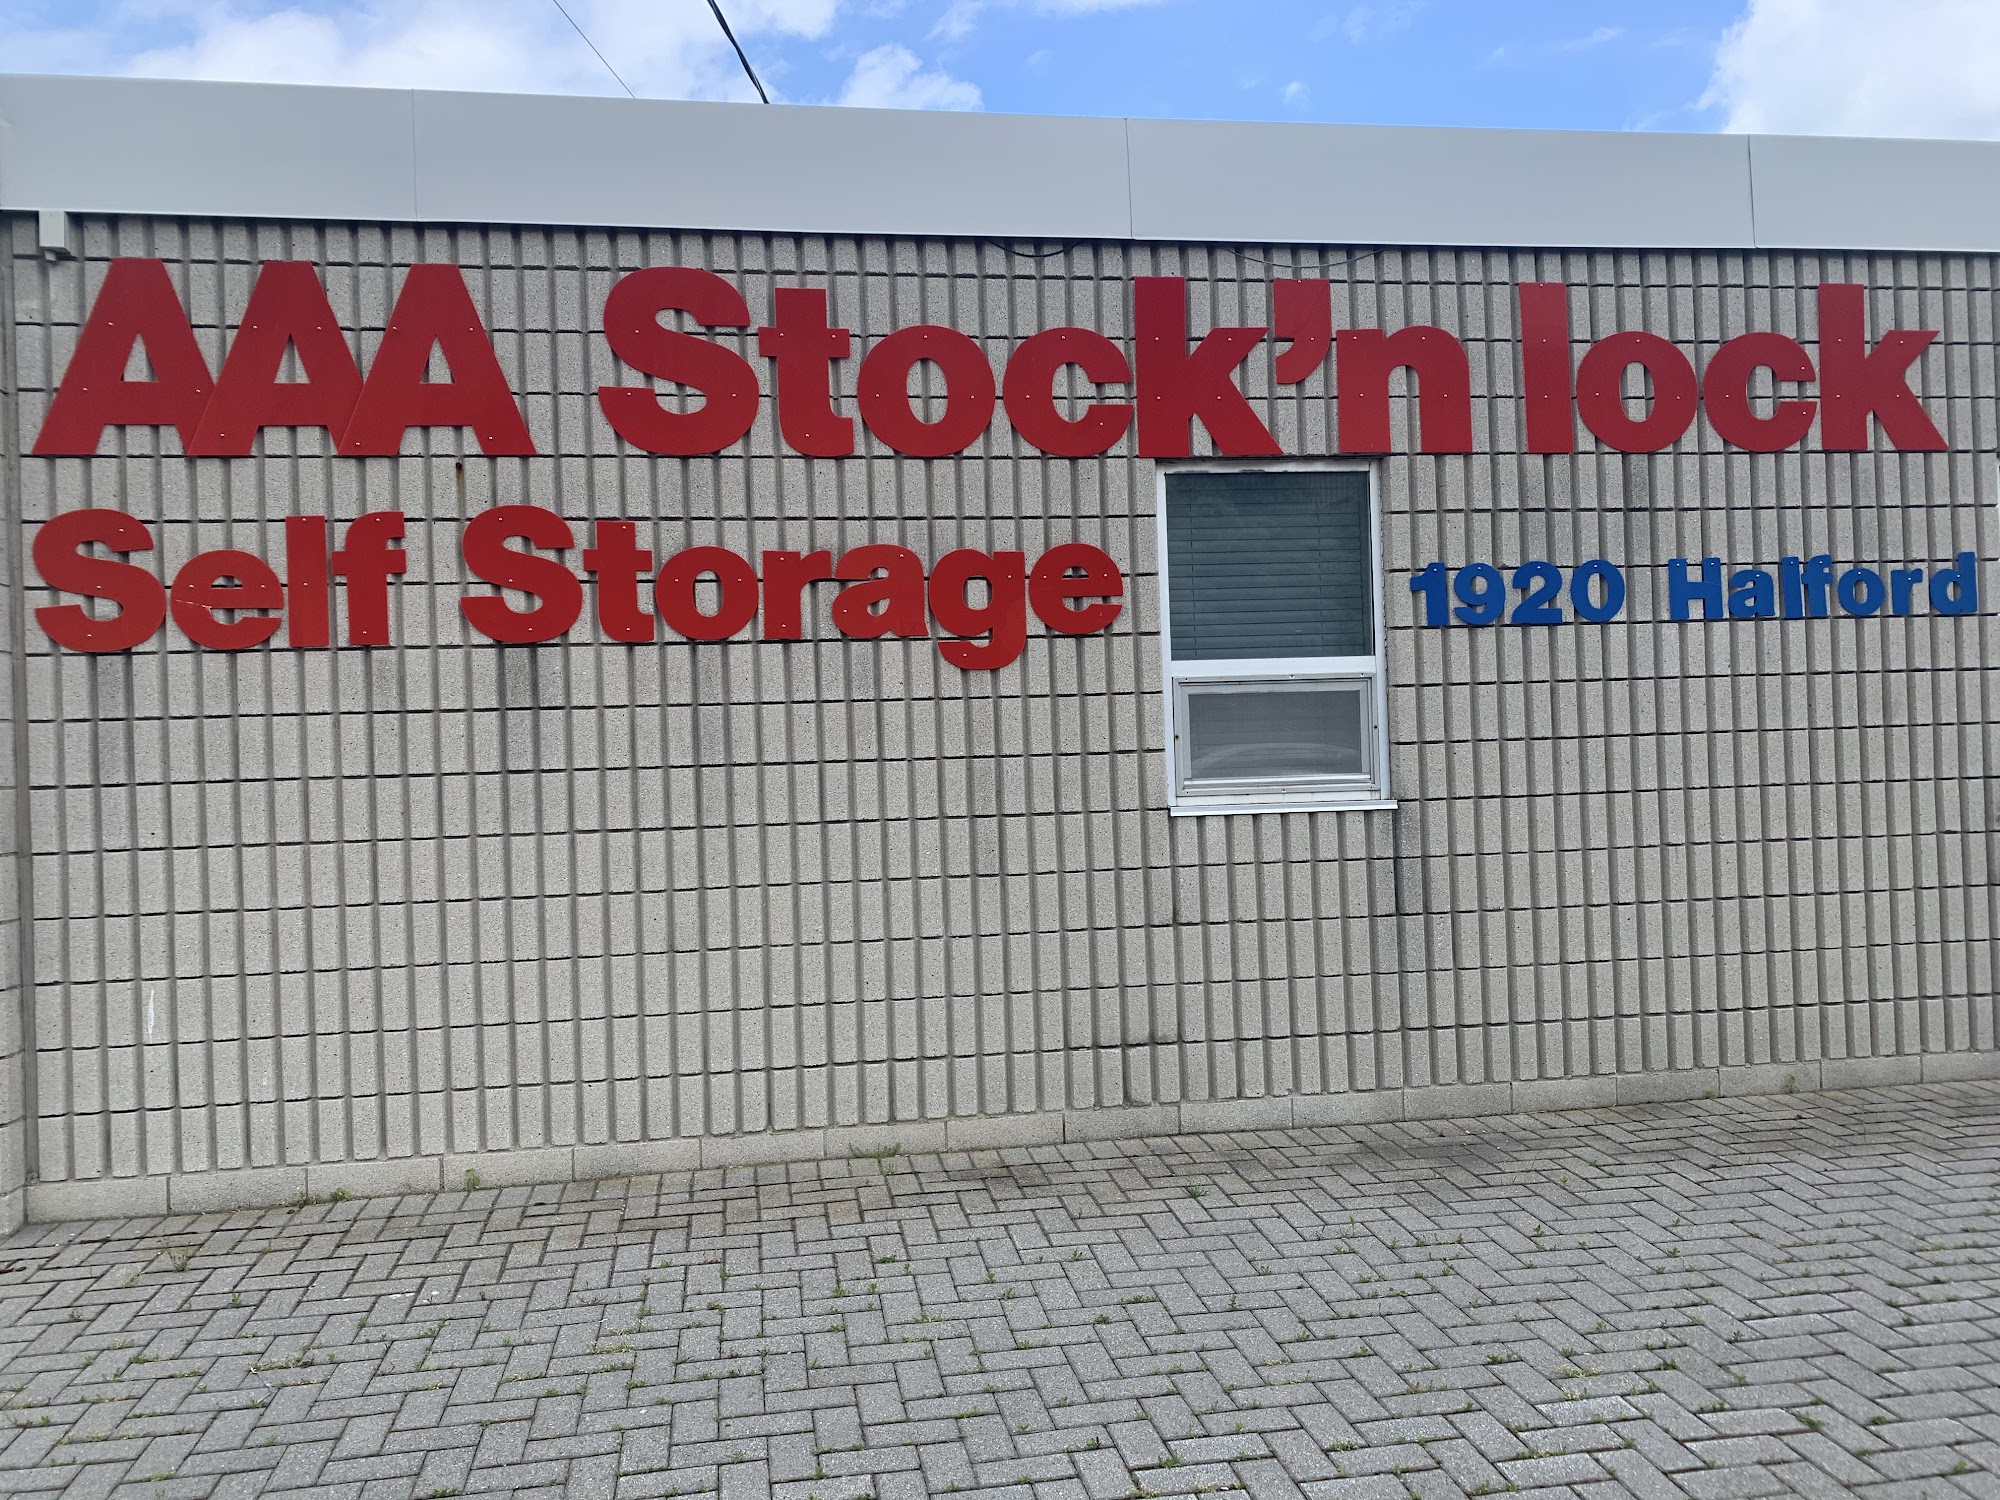 AAA Stock'n lock
Self Storage
1920 Halford